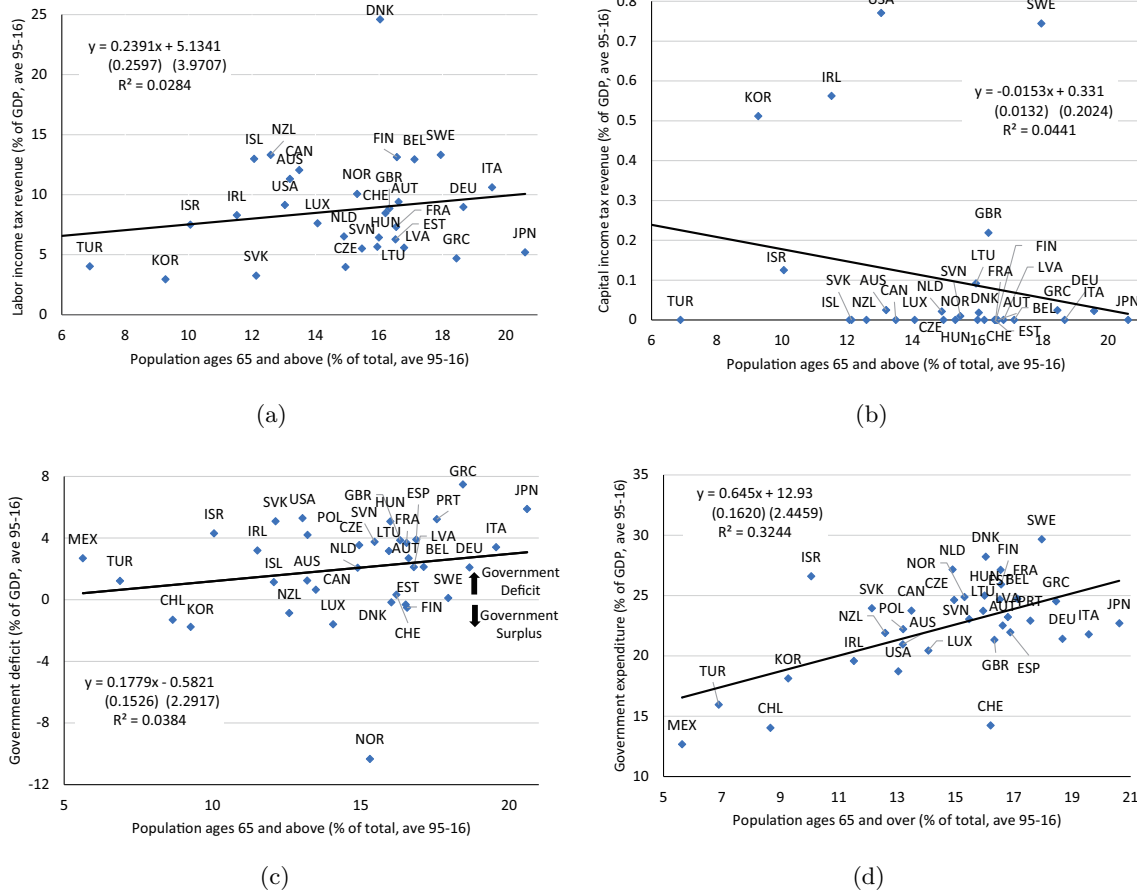 Labor income tax revenue (% of GDP, ave 95-16)
25
20
15
10
5
0
y = 0.2391x + 5.1341
(0.2597) (3.9707)
R² = 0.0284
DNK
NZL
ISL
CAN
AUS
FIN
BEL
SWE
USA
NOR
GBR
CHE
AUT
DEU
ITA
ISR
IRL
LUX
NLD
HUN
FRA
SVN
EST
TUR
KOR
SVK
CZE
LTU
LVA
GRC
JPN
6 8 10 12 14 16 18 20
Population ages 65 and above (% of total, ave 95-16)
(a)
Capital income tax revenue (% of GDP, ave 95-16)
0.8
0.7
0.6
0.5
0.4
0.3
0.2
0.1
0
USA
SWE
IRL
KOR
y = -0.0153x + 0.331
(0.0132) (0.2024)
R² = 0.0441
GBR
ISR
FIN
LTU
SVN
FRA
LVA
SVK
AUS
CAN
NLD
DEU
TUR
ISL
NZL
LUX
NOR
DNK
AUT
BEL
GRC
ITA
JPN
CZE
HUN
CHE
EST
6 8 10 12 14 16 18 20
Population ages 65 and above (% of total, ave 95-16)
(b)
Government deficit (% of GDP, ave 95-16)
8
4
0
-4
-8
-12
GRC
JPN
ISR
SVK
USA
POL
GBR
HUN
ESP
PRT
SVN
CZE
FRA
LTU
LVA
MEX
TUR
IRL
NLD
AUT
BEL
DEU
ITA
ISL
AUS
CAN
EST
SWE
CHL
KOR
NZL
LUX
DNK
FIN
CHE
Government
Deficit
Government
Surplus
y = 0.1779x - 0.5821
(0.1526) (2.2917)
R² = 0.0384
NOR
5 10 15 20
Population ages 65 and above (% of total, ave 95-16)
(c)
Government expenditure (% of GDP, ave 95-16)
35
30
25
20
15
10
y = 0.645x + 12.93
(0.1620) (2.4459)
R² = 0.3244
SWE
DNK
FIN
NLD
ISR
NOR
HUN
FRA
EST
BEL
CZE
SVK
CAN
LTU
LVA
GRC
POL
NZL
AUS
SVN
AUT
PRT
JPN
IRL
USA
LUX
DEU
ITA
GBR
ESP
TUR
KOR
MEX
CHL
CHE
5 7 9 11 13 15 17 19 21
Population ages 65 and over (% of total, ave 95-16)
(d)